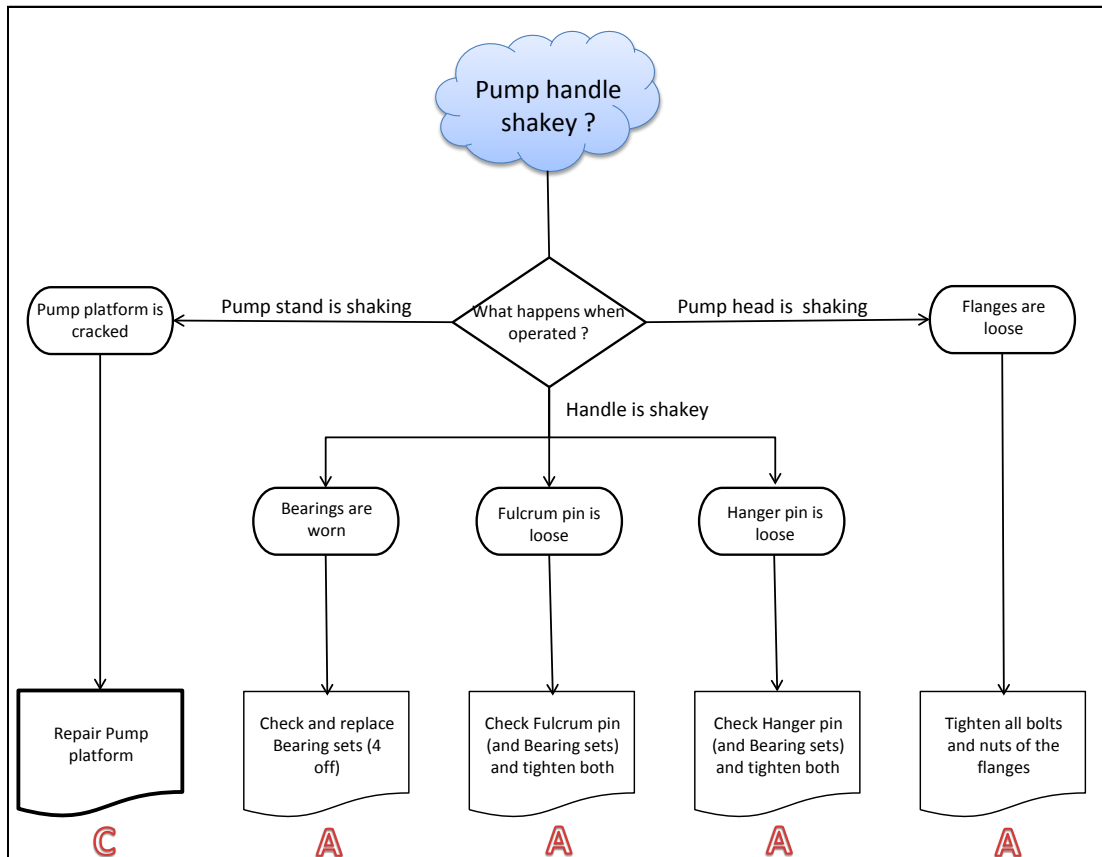 Pump handle
shakey ?
Pump platform is
cracked
Pump stand is shaking
What happens when
operated ?
Pump head is  shaking
Flanges are
loose
Handle is shakey
Bearings are
worn
Fulcrum pin is
loose
Hanger pin is
loose
Repair Pump
platform
Check and replace
Bearing sets (4
off)
Check Fulcrum pin
(and Bearing sets)
and tighten both
Check Hanger pin
(and Bearing sets)
and tighten both
Tighten all bolts
and nuts of the
flanges
C
A
A
A
A